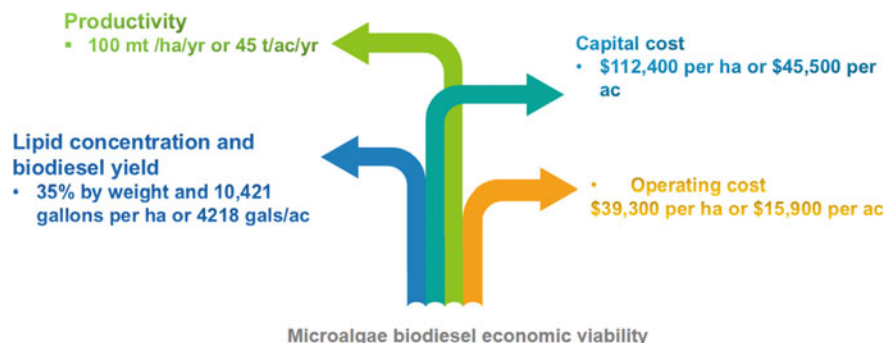 Productivity
▪ 100 mt /ha/yr or 45 t/ac/yr
Capital cost
• $112,400 per ha or $45,500 per
ac
Lipid concentration and
biodiesel yield
• 35% by weight and 10,421
gallons per ha or 4218 gals/ac
• Operating cost
$39,300 per ha or $15,900 per ac
Microalgae biodiesel economic viability